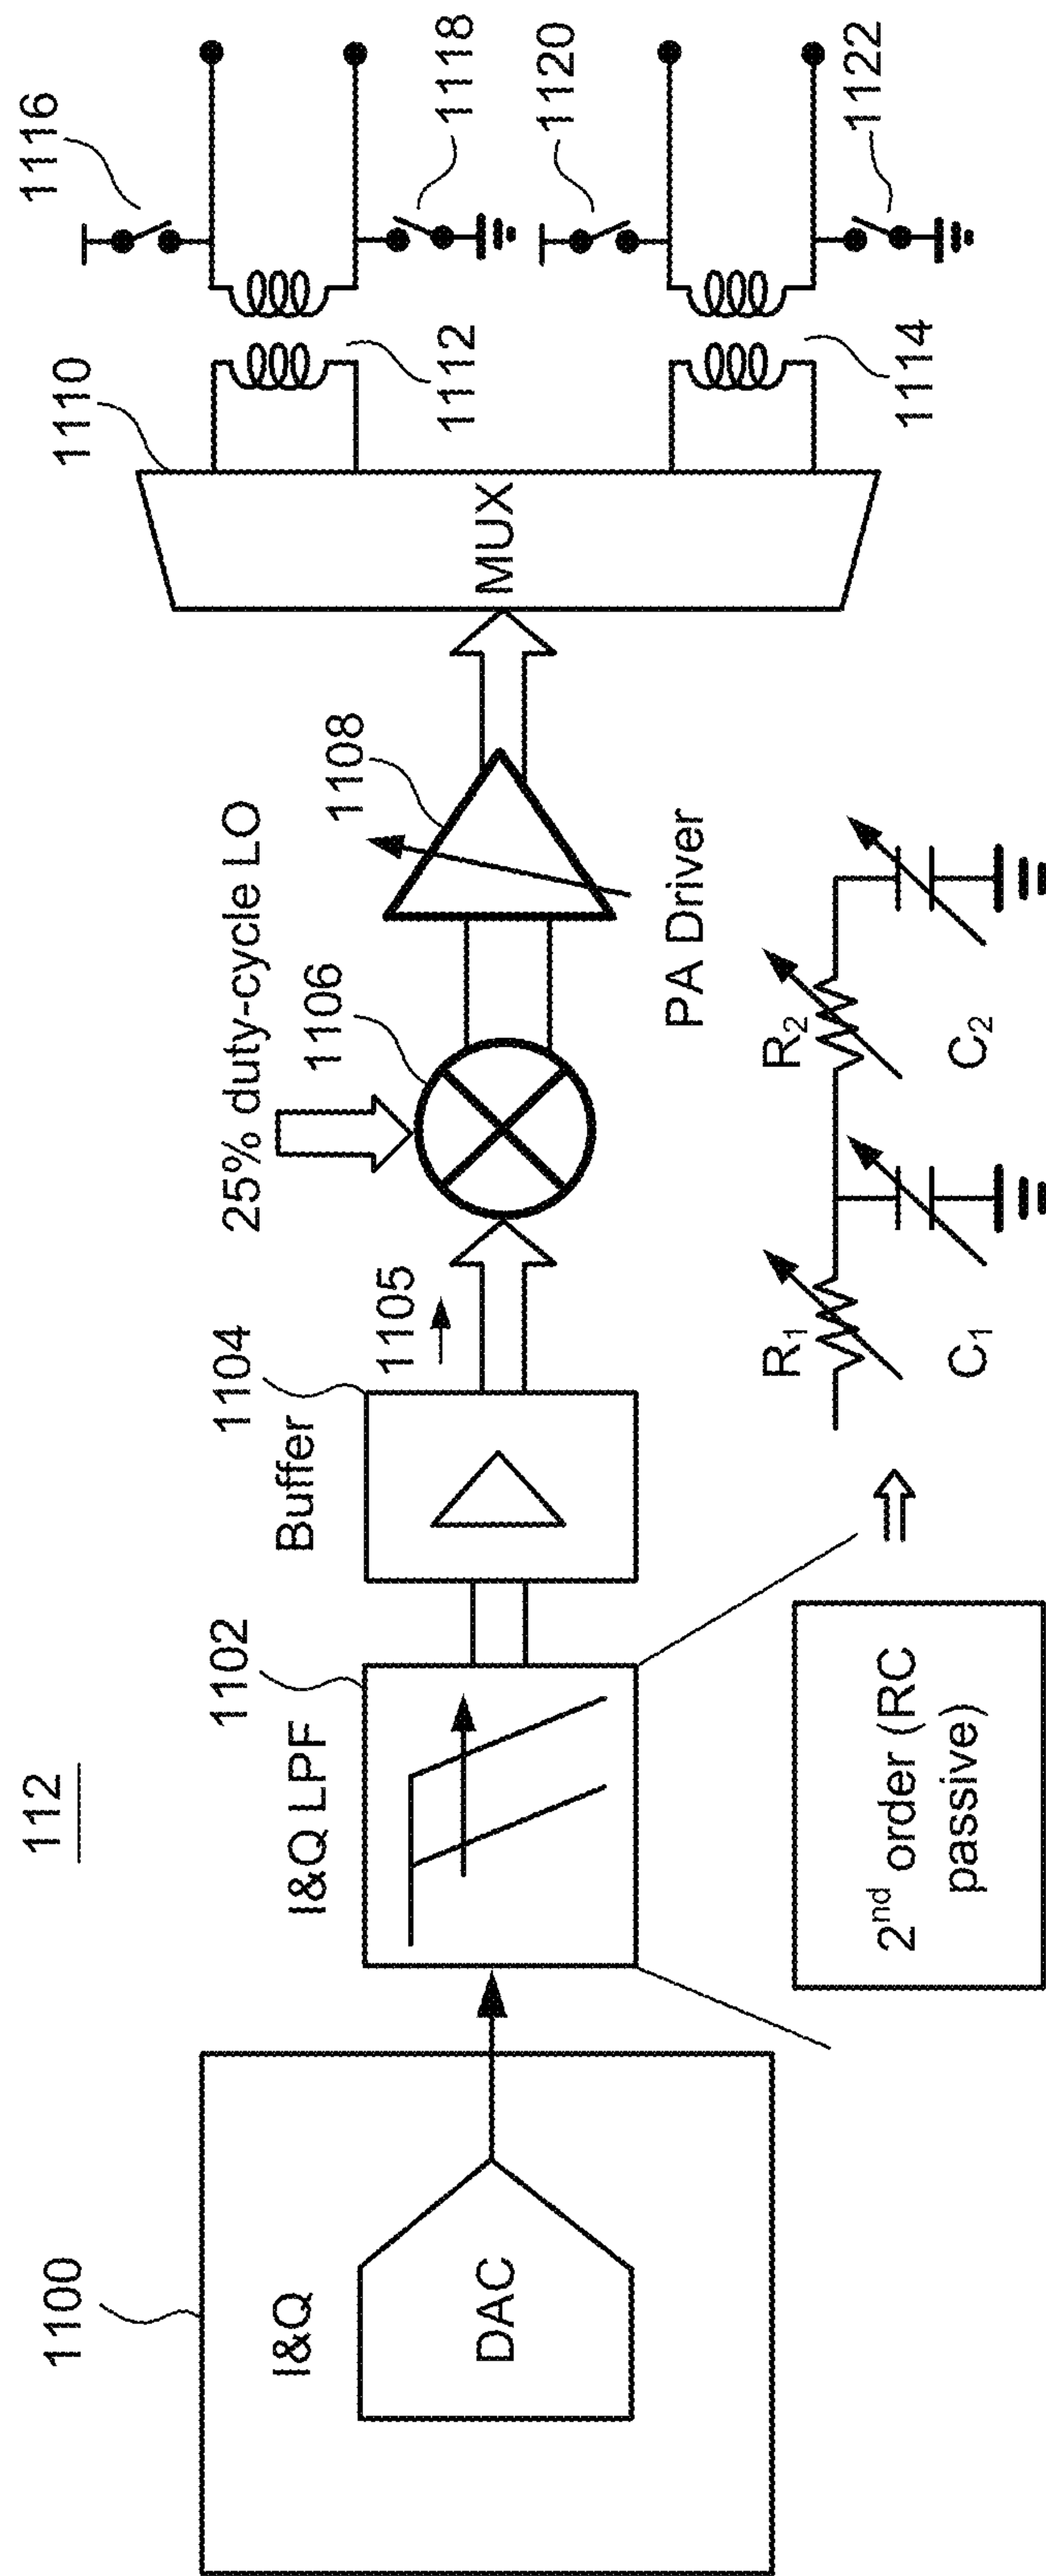 112
1100
I&Q
DAC
1102
I&Q LPF
1104
Buffer
1105
25% duty-cycle LO
1106
1108
PA Driver
1110
MUX
1112
1114
1116
1118
1120
1122
2nd order (RC
passive)
R1
C1
R2
C2